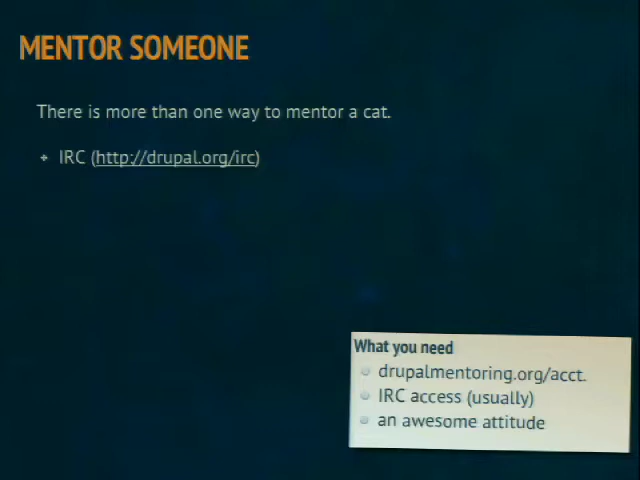 MENTOR SOMEONE
There is more than one way to mentor a cat.
IRC (http://drupal.org/irc)
What you need
drupalmentoring.org/acct.
IRC access (usually)
an awesome attitude